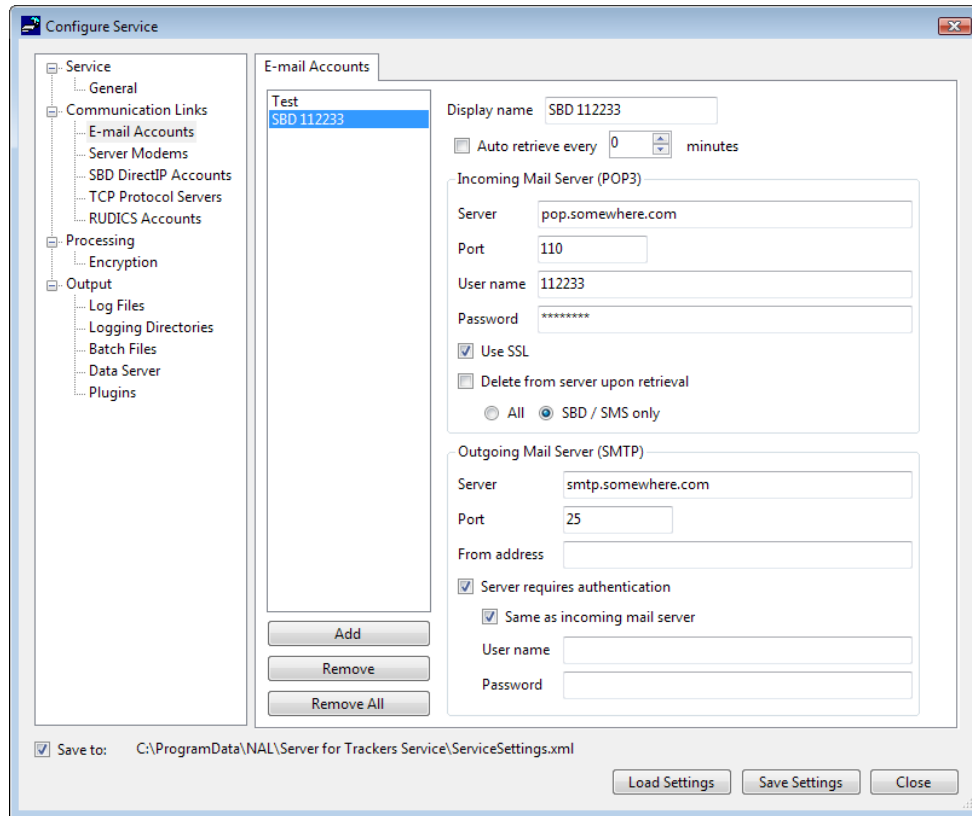 Configure Service
Service
General
Communication Links
E-mail Accounts
Server Modems
SBD DirectIP Accounts
TCP Protocol Servers
RUDICS Accounts
Processing
Encryption
Output
Log Files
Logging Directories
Batch Files
Data Server
Plugins
E-mail Accounts
Test
SBD 112233
Add
Remove
Remove All
Display name SBD 112233
Auto retrieve every 0 minutes
Incoming Mail Server (POP3)
Server pop.somewhere.com
Port 110
User name 112233
Password ********
Use SSL
Delete from server upon retrieval
All SBD / SMS only
Outgoing Mail Server (SMTP)
Server smtp.somewhere.com
Port 25
From address
Server requires authentication
Same as incoming mail server
User name
Password
Save to: C:\ProgramData\NAL\Server for Trackers Service\ServiceSettings.xml
Load Settings Save Settings Close